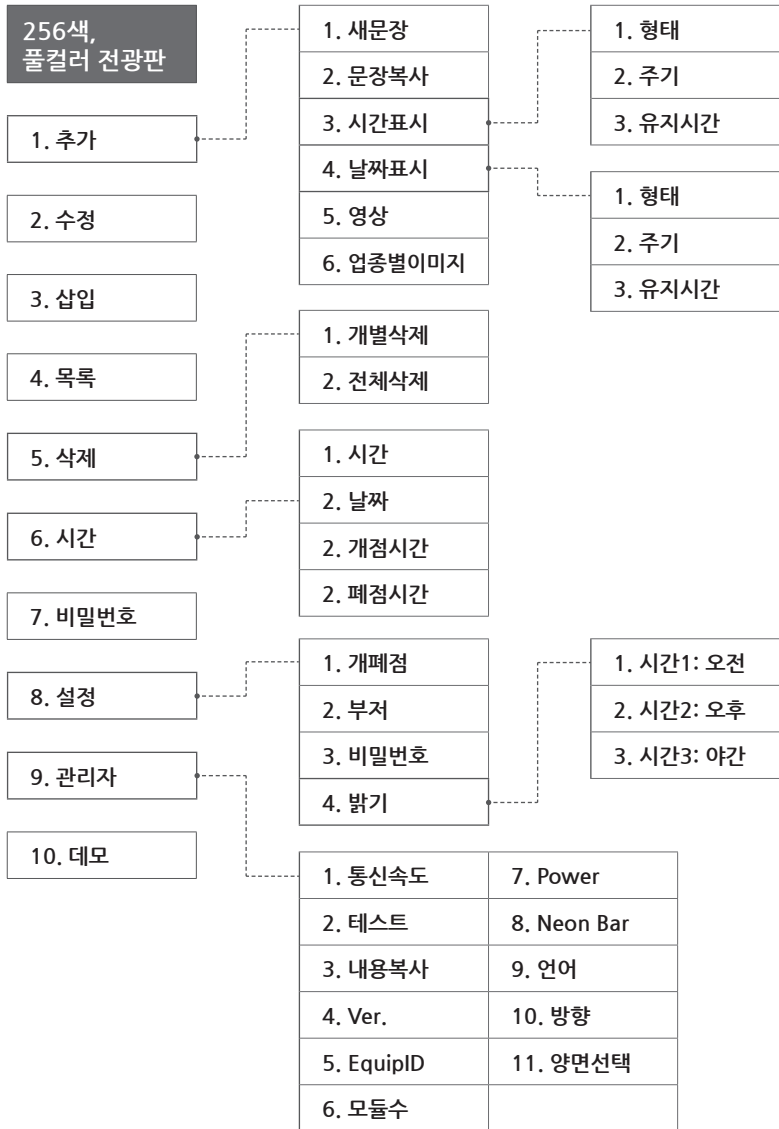 256색,
풀컬러 전광판
1. 추가
2. 수정
3. 삽입
4. 목록
5. 삭제
6. 시간
7. 비밀번호
8. 설정
9. 관리자
10. 데모
1. 새문장
2. 문장복사
3. 시간표시
4. 날짜표시
5. 영상
6. 업종별이미지
1. 형태
2. 주기
3. 유지시간
1. 형태
2. 주기
3. 유지시간
1. 개별삭제
2. 전체삭제
1. 시간
2. 날짜
2. 개점시간
2. 폐점시간
1. 개폐점
2. 부저
3. 비밀번호
4. 밝기
1. 시간1: 오전
2. 시간2: 오후
3. 시간3: 야간
1. 통신속도
2. 테스트
3. 내용복사
4. Ver.
5. EquipID
6. 모듈수
7. Power
8. Neon Bar
9. 언어
10. 방향
11. 양면선택